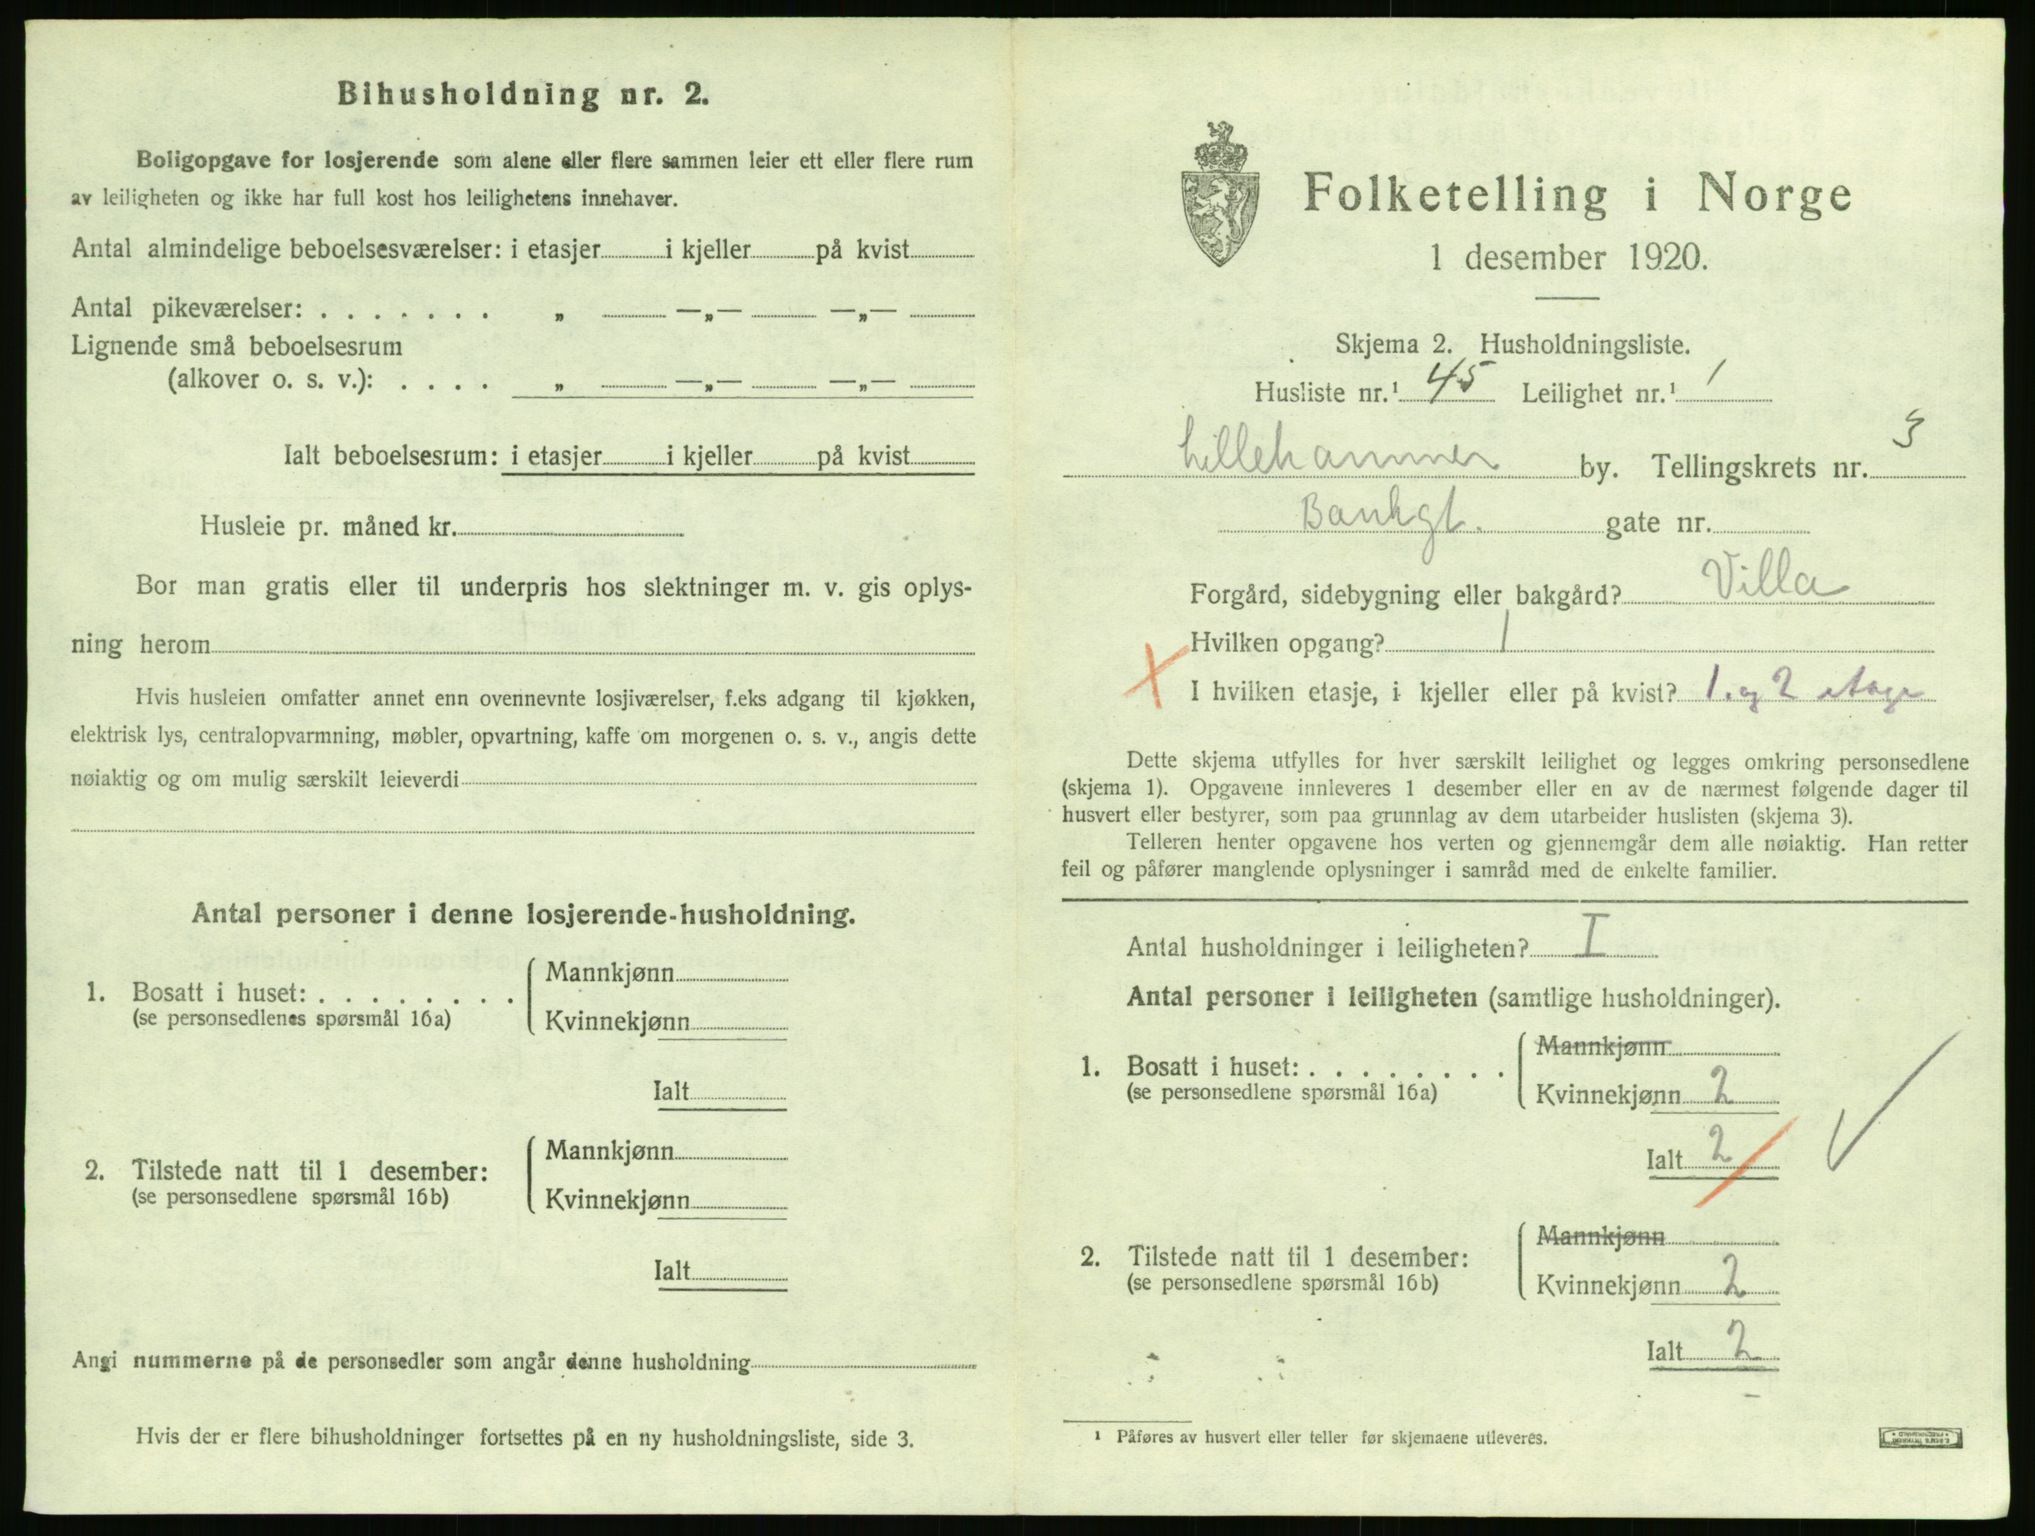 Bihusholdning nr. 2.
Boligopgave for losjerende som alene eller flere sammen leier ett eller flere rum
av leiligheten og ikke har full kost hos leilighetens innehaver.
Antal almindelige beboelsesværelser: i etasjer i kjeller på kvist
Antal pikeværelser: . . . . . . . „ —„— —„—
Lignende små beboelsesrum
(alkover o. s. v.): . . . . „ —„— —„—
Ialt beboelsesrum: i etasjer i kjeller på kvist
Husleie pr. måned kr.
Bor man gratis eller til underpris hos slektninger m. v. gis oplys-
ning herom
Hvis husleien omfatter annet enn ovennevnte losjiværelser, f.eks adgang til kjøkken,
elektrisk lys, centralopvarmning, møbler, opvartning, kaffe om morgenen o. s. v., angis dette
nøiaktig og om mulig særskilt leieverdi
Antal personer i denne losjerende-husholdning.
1. Bosatt i huset: . . . . . . . . Mannkjønn
(se personsedlenes spørsmål 16a) Kvinnekjønn
Ialt
2. Tilstede natt til 1 desember: Mannkjønn
(se personsedlene spørsmål 16b) Kvinnekjønn
Ialt
Angi nummerne på de personsedler som angår denne husholdning
Hvis der er flere bihusholdninger fortsettes på en ny husholdningsliste, side 3.
Folketelling i Norge
1 desember 1920.
Skjema 2. Husholdningsliste.
Husliste nr.¹ 45 Leilighet nr.¹ 1
Lillehammer by. Tellingskrets nr. 3
Bankgt. gate nr.
Forgård, sidebygning eller bakgård? Villa
Hvilken opgang? 1
I hvilken etasje, i kjeller eller på kvist? 1. og 2 etage
Dette skjema utfylles for hver særskilt leilighet og legges omkring personsedlene
(skjema 1). Opgavene innleveres 1 desember eller en av de nærmest følgende dager til
husvert eller bestyrer, som paa grunnlag av dem utarbeider huslisten (skjema 3).
Telleren henter opgavene hos verten og gjennemgår dem alle nøiaktig. Han retter
feil og påfører manglende oplysninger i samråd med de enkelte familier.
Antal husholdninger i leiligheten? I
Antal personer i leiligheten (samtlige husholdninger).
1. Bosatt i huset: . . . . . . . . Mannkjønn
(se personsedlene spørsmål 16a) Kvinnekjønn 2
Ialt 2
2. Tilstede natt til 1 desember: Mannkjønn
(se personsedlene spørsmål 16b) Kvinnekjønn 2
Ialt 2
¹ Påføres av husvert eller teller før skjemaene utleveres.